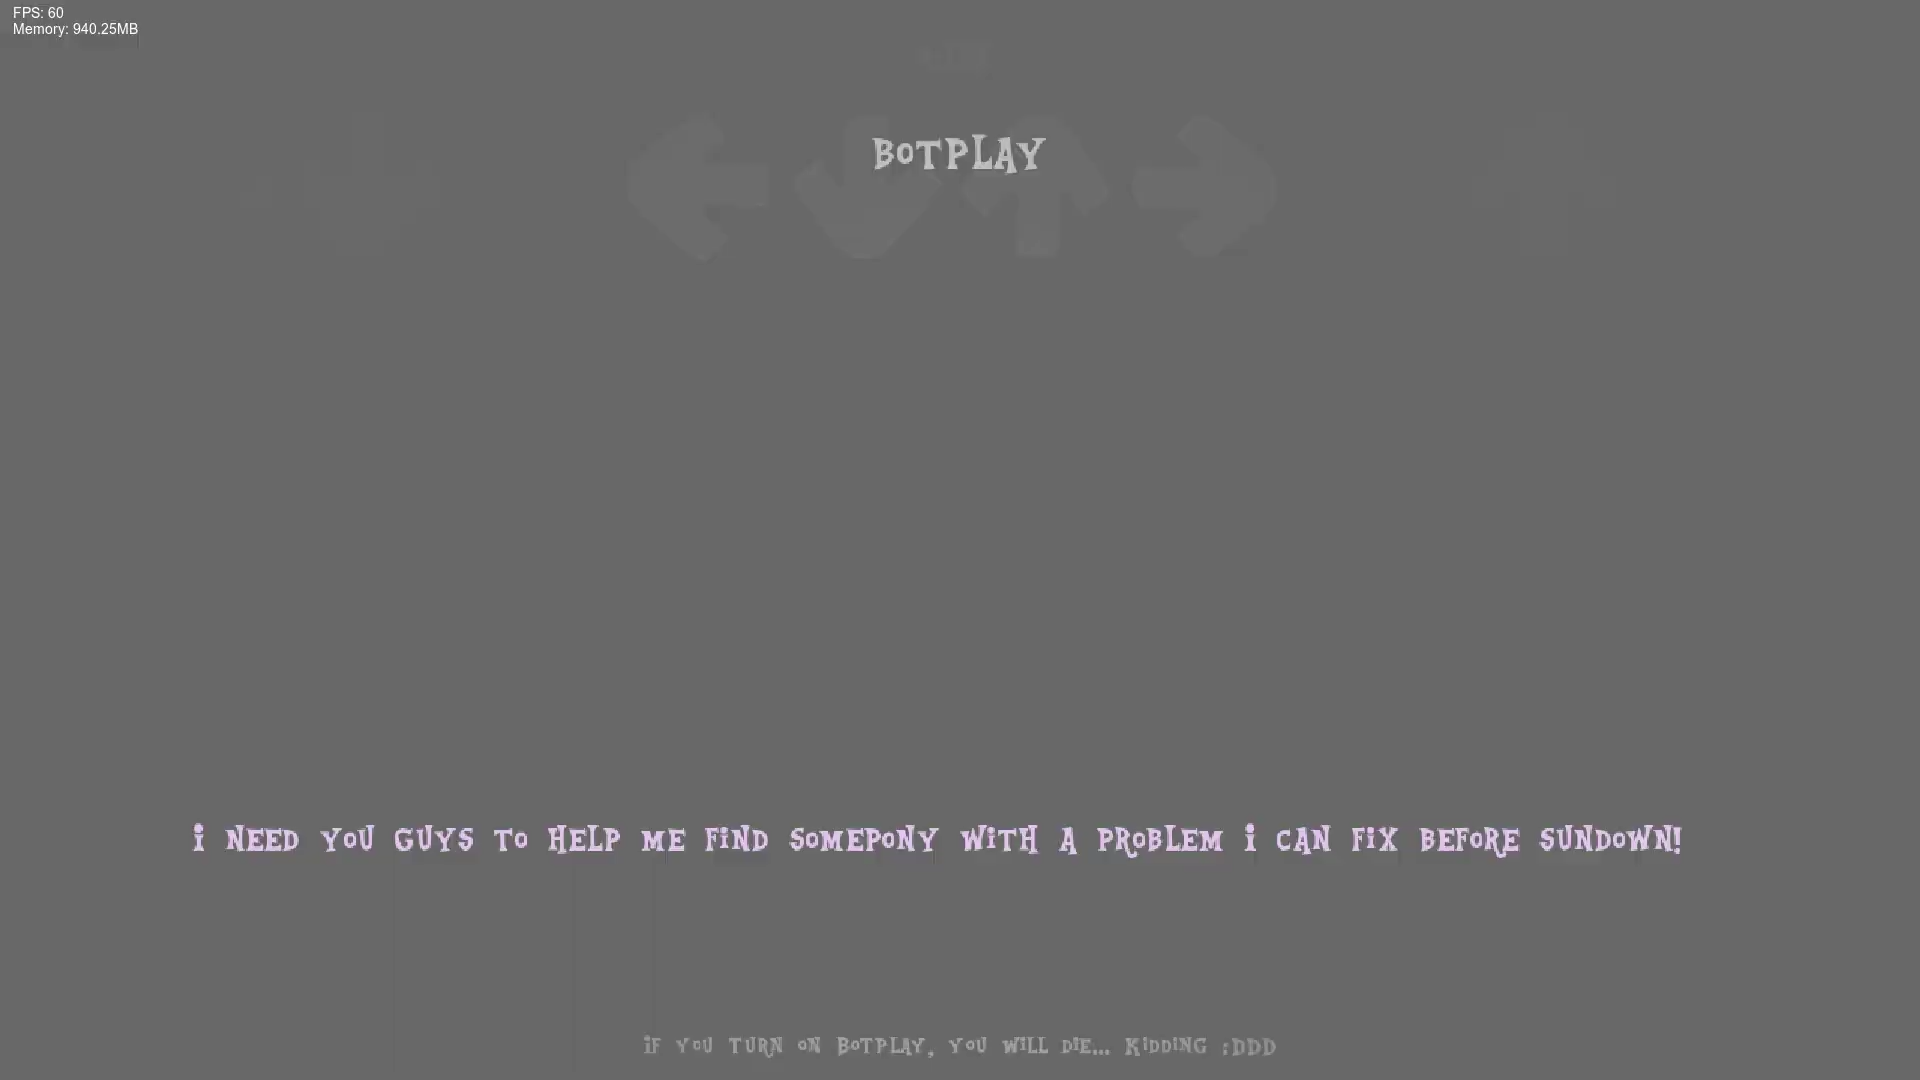 FPS: 60
Memory: 940.25MB
BOTPLAY
I NEED YOU GUYS TO HELP ME FIND SOMEPONY WITH A PROBLEM I CAN FIX BEFORE SUNDOWN!
IF YOU TURN ON BOTPLAY, YOU WILL DIE... KIDDING :DDD